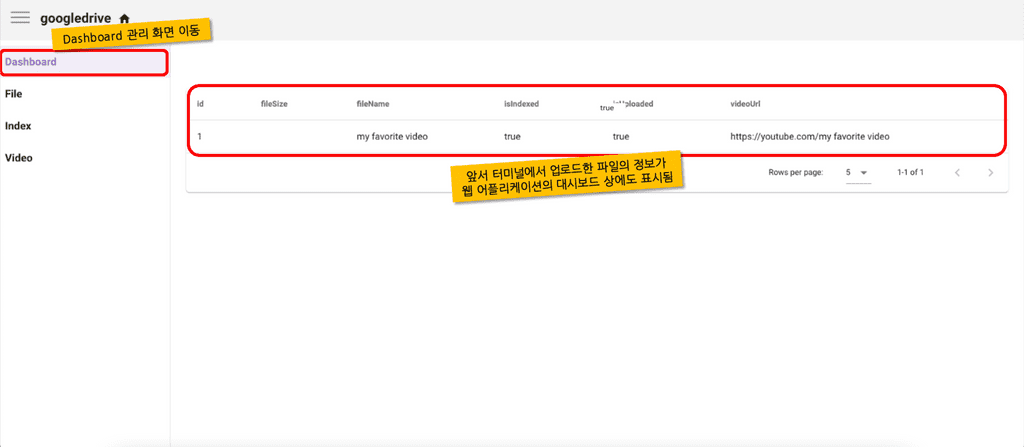 googledrive
Dashboard 관리 화면 이동
Dashboard
File
Index
Video
id fileSize fileName isIndexed true ploaded videoUrl
1 my favorite video true true https://youtube.com/my favorite video
앞서 터미널에서 업로드한 파일의 정보가
웹 어플리케이션의 대시보드 상에도 표시됨
Rows per page: 5 1-1 of 1